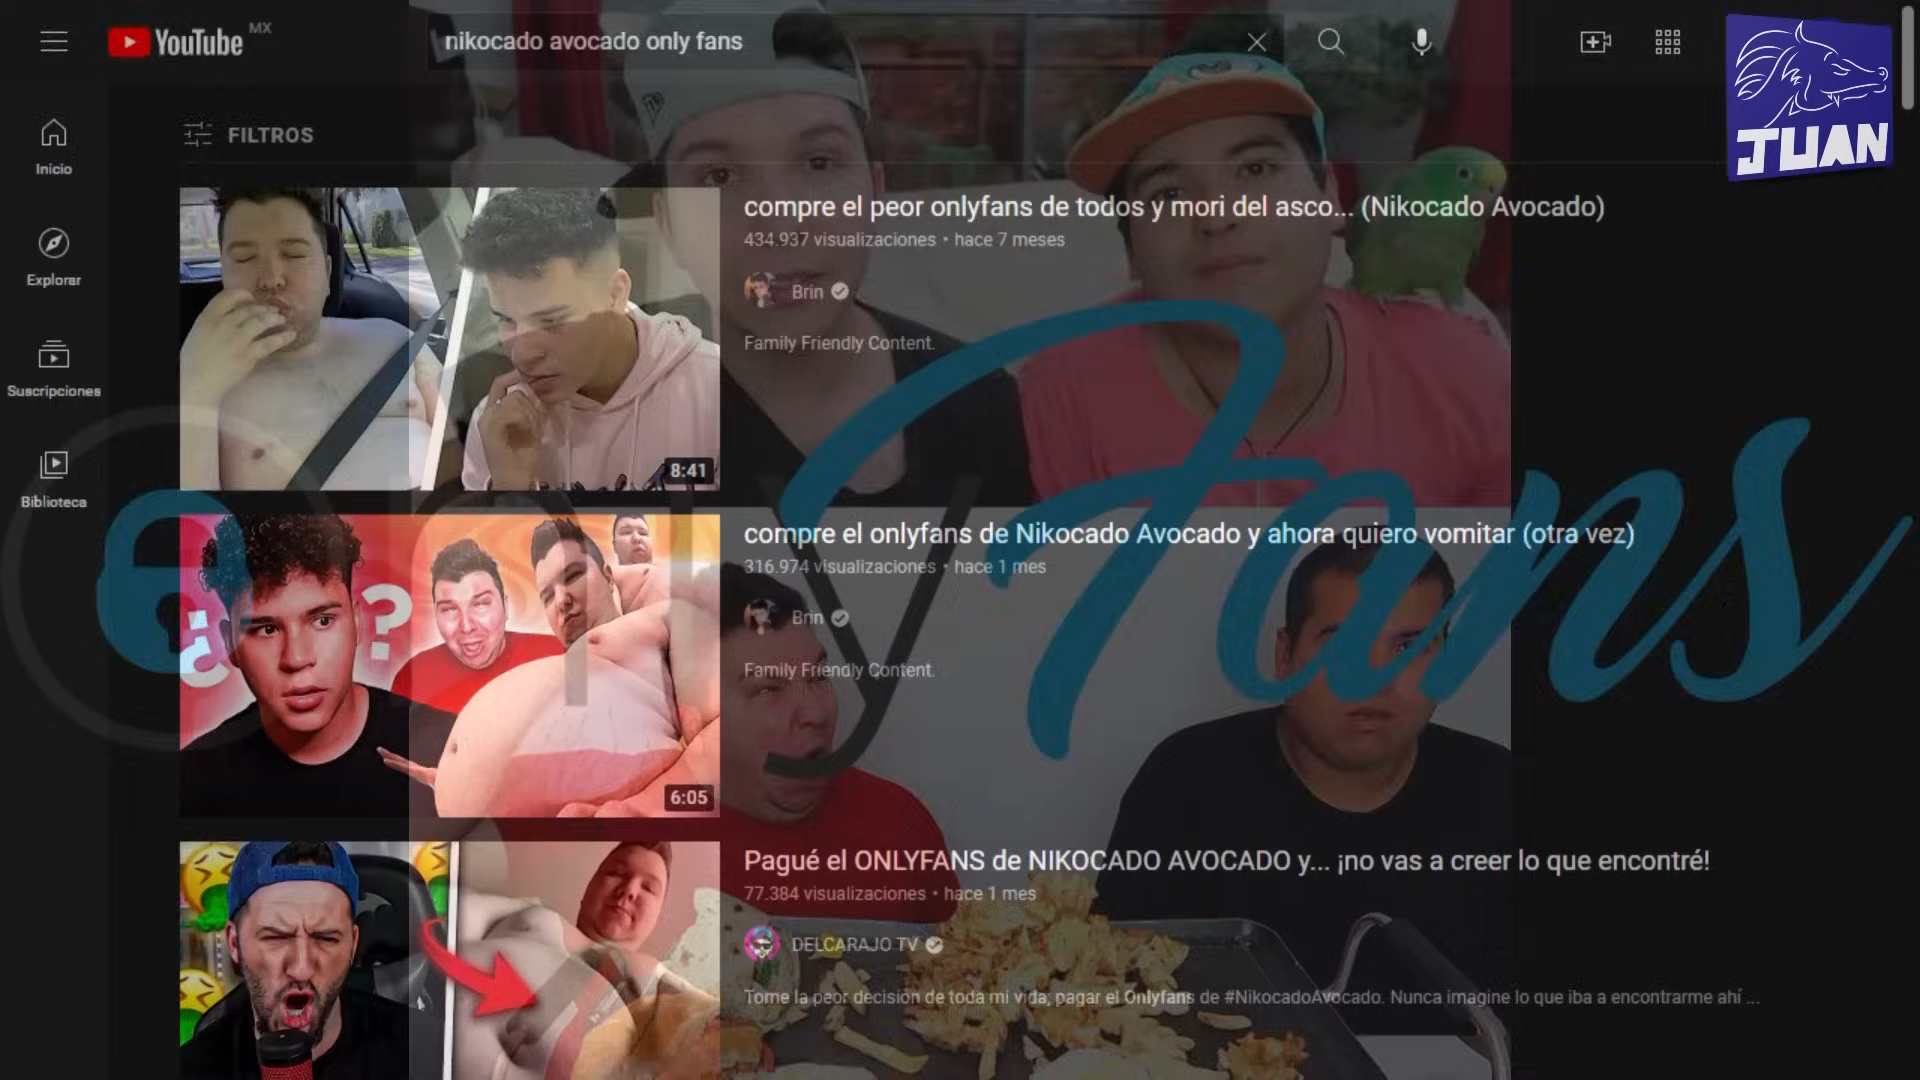 YouTube MX
nikocado avocado only fans
JUAN
FILTROS
Inicio
Explorar
Suscripciones
Biblioteca
compre el peor onlyfans de todos y mori del asco... (Nikocado Avocado)
434.937 visualizaciones • hace 7 meses
Brin
Family Friendly Content.
8:41
OnlyFans
compre el onlyfans de Nikocado Avocado y ahora quiero vomitar (otra vez)
316.974 visualizaciones • hace 1 mes
Brin
Family Friendly Content.
¿ ?
6:05
Pagué el ONLYFANS de NIKOCADO AVOCADO y... ¡no vas a creer lo que encontré!
77.384 visualizaciones • hace 1 mes
DELCARAJO TV
Tome la peor decisión de toda mi vida; pagar el Onlyfans de #NikocadoAvocado. Nunca imagine lo que iba a encontrarme ahí ...